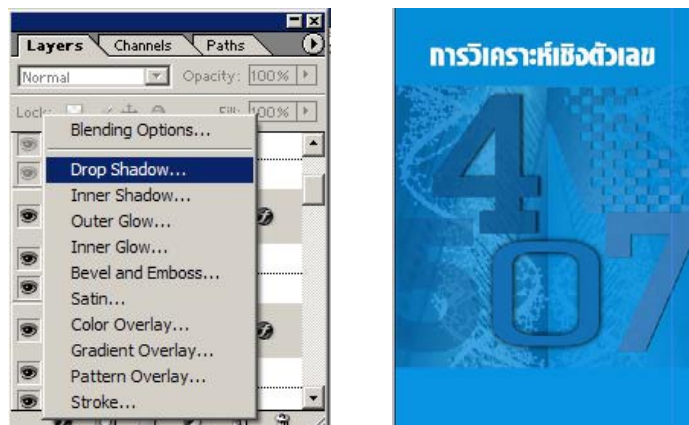 Layers Channels Paths
Normal Opacity: 100%
Lock: Fill: 100%
Blending Options...
Drop Shadow...
Inner Shadow...
Outer Glow...
Inner Glow...
Bevel and Emboss...
Satin...
Color Overlay...
Gradient Overlay...
Pattern Overlay...
Stroke...
การวิเคราะห์เชิงตัวเลข
4
5 0 7